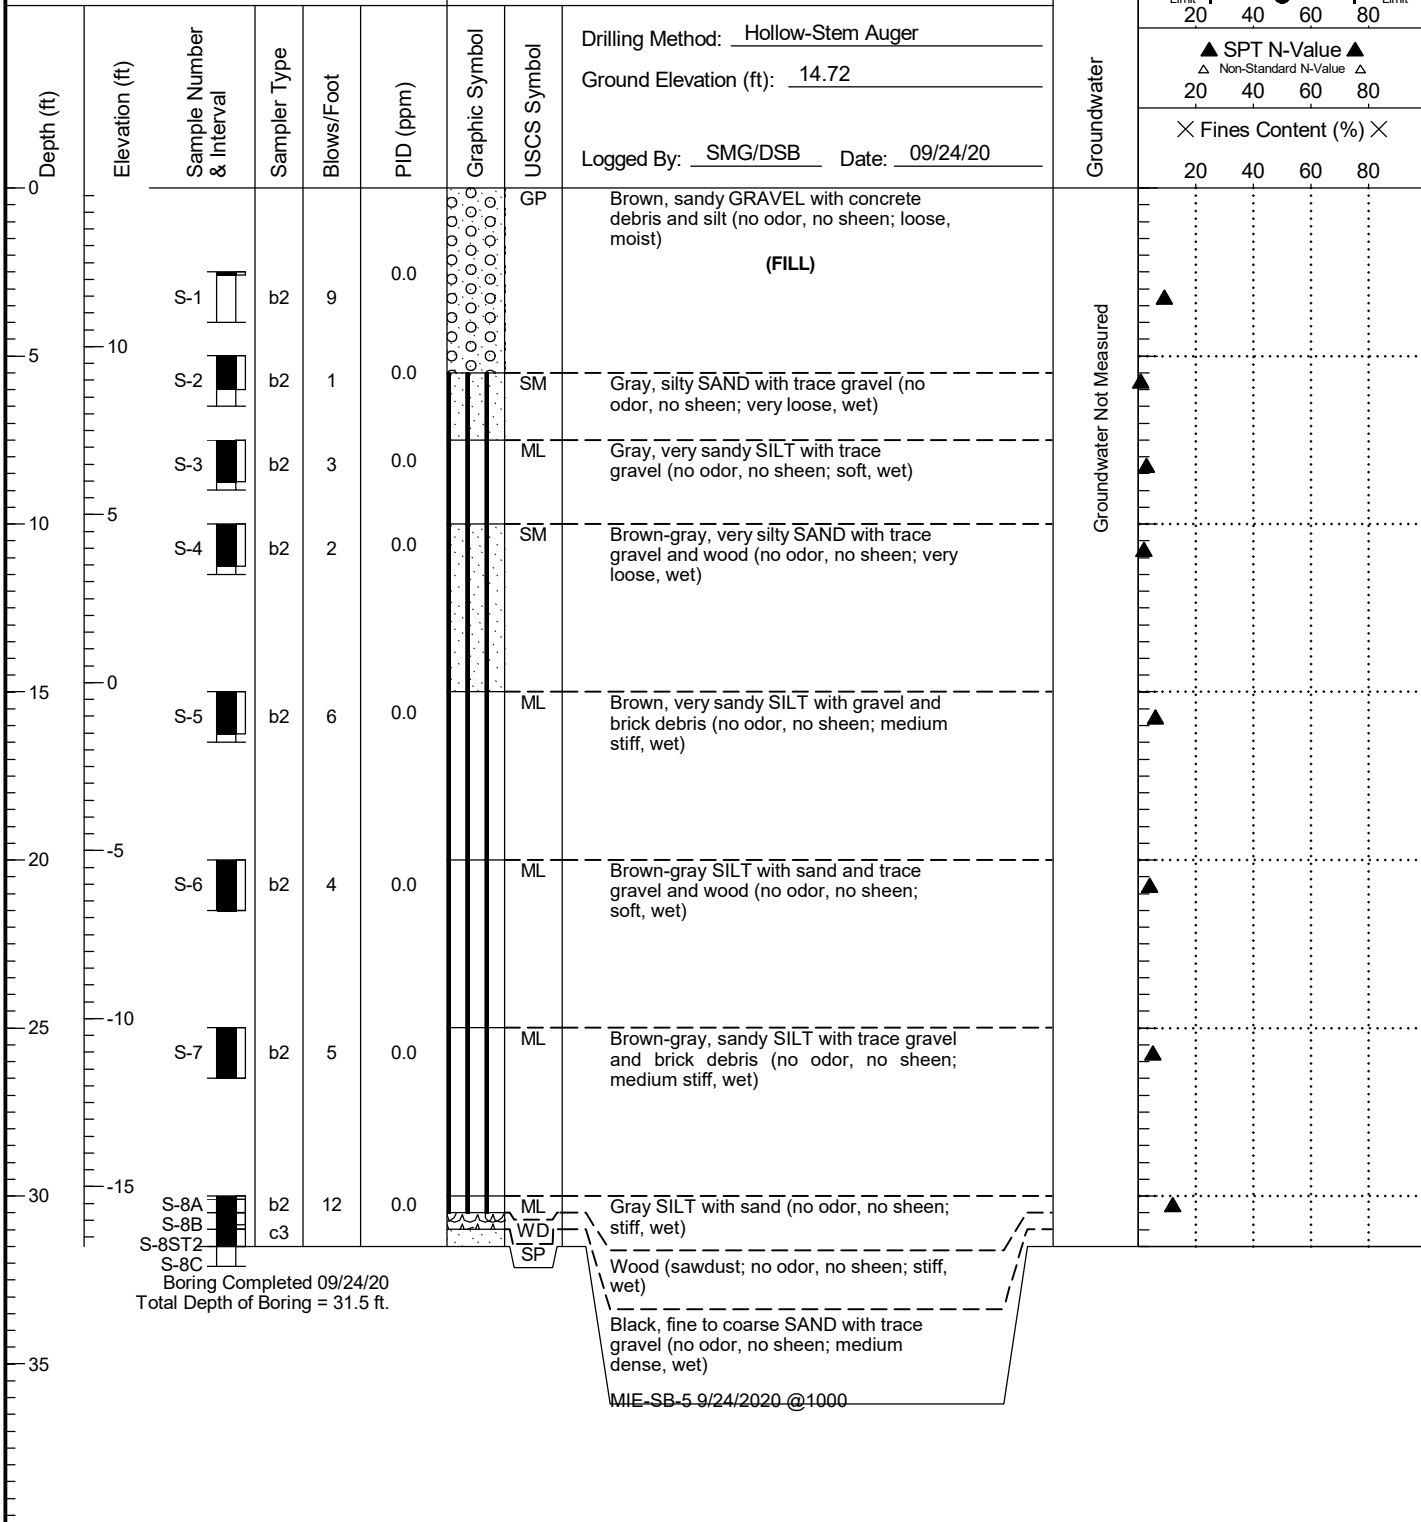 Limit
Limit
20 40 60 80
Drilling Method: Hollow-Stem Auger
Ground Elevation (ft): 14.72
Logged By: SMG/DSB Date: 09/24/20
Depth (ft)
Elevation (ft)
Sample Number
& Interval
Sampler Type
Blows/Foot
PID (ppm)
Graphic Symbol
USCS Symbol
Groundwater
▲ SPT N-Value ▲
△ Non-Standard N-Value △
20 40 60 80
× Fines Content (%) ×
20 40 60 80
0
GP
Brown, sandy GRAVEL with concrete
debris and silt (no odor, no sheen; loose,
moist)
(FILL)
S-1 b2 9 0.0
Groundwater Not Measured
10
5
S-2 b2 1 0.0
SM
Gray, silty SAND with trace gravel (no
odor, no sheen; very loose, wet)
S-3 b2 3 0.0
ML
Gray, very sandy SILT with trace
gravel (no odor, no sheen; soft, wet)
5
10
S-4 b2 2 0.0
SM
Brown-gray, very silty SAND with trace
gravel and wood (no odor, no sheen; very
loose, wet)
0
15
S-5 b2 6 0.0
ML
Brown, very sandy SILT with gravel and
brick debris (no odor, no sheen; medium
stiff, wet)
-5
20
S-6 b2 4 0.0
ML
Brown-gray SILT with sand and trace
gravel and wood (no odor, no sheen;
soft, wet)
-10
25
S-7 b2 5 0.0
ML
Brown-gray, sandy SILT with trace gravel
and brick debris (no odor, no sheen;
medium stiff, wet)
-15
30
S-8A b2 12 0.0
ML
Gray SILT with sand (no odor, no sheen;
stiff, wet)
S-8B c3
WD
S-8ST2
SP
S-8C
Wood (sawdust; no odor, no sheen; stiff,
wet)
Boring Completed 09/24/20
Total Depth of Boring = 31.5 ft.
Black, fine to coarse SAND with trace
gravel (no odor, no sheen; medium
dense, wet)
35
MIE-SB-5 9/24/2020 @1000